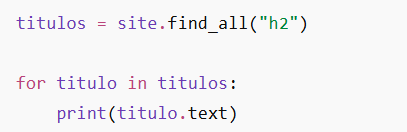 titulos = site.find_all("h2")

for titulo in titulos:
    print(titulo.text)